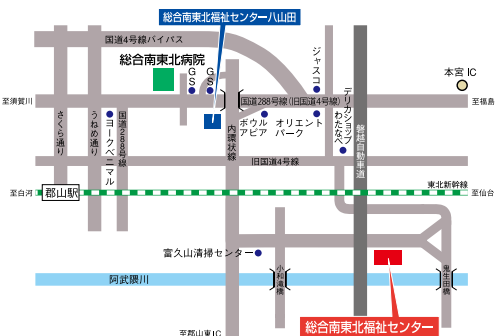 総合南東北福祉センター八山田
国道4号線バイパス
総合南東北病院
GS
GS
ジャスコ
本宮IC
至須賀川
国道288号線(旧国道4号線)
至福島
さくら通り
うねめ通り
ヨークベニマル
国道288号線
内環状線
ボウル
アピア
オリエント
パーク
デリカショップ
わたなべ
磐越自動車道
旧国道4号線
東北新幹線
至白河
郡山駅
至仙台
富久山清掃センター
小和滝橋
鬼生田橋
阿武隈川
総合南東北福祉センター
至郡山東IC